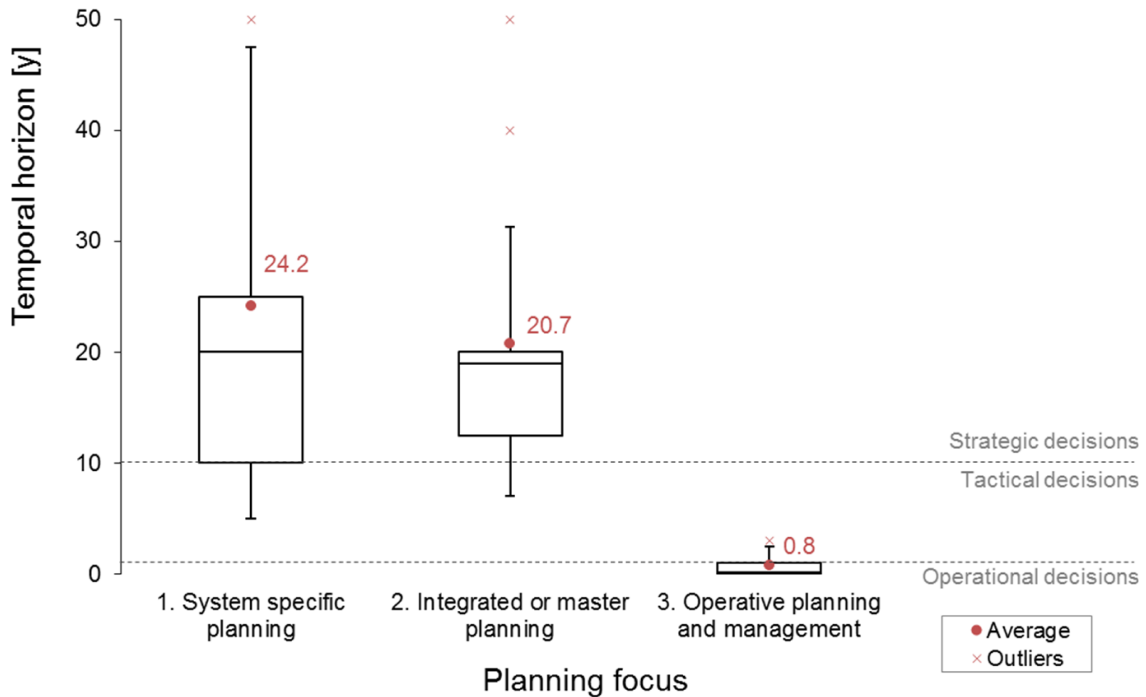 Temporal horizon [y]
50
40
30
20
10
0
24.2
20.7
0.8
Strategic decisions
Tactical decisions
Operational decisions
1. System specific
planning
2. Integrated or master
planning
3. Operative planning
and management
Planning focus
Average
Outliers